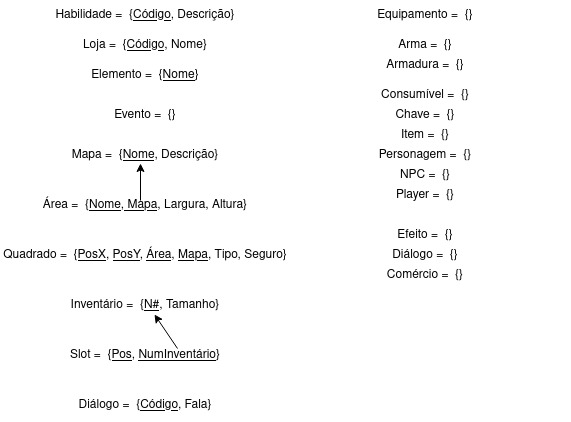 Habilidade = {Código, Descrição}
Loja = {Código, Nome}
Elemento = {Nome}
Evento = {}
Mapa = {Nome, Descrição}
Área = {Nome, Mapa, Largura, Altura}
Quadrado = {PosX, PosY, Área, Mapa, Tipo, Seguro}
Inventário = {N#, Tamanho}
Slot = {Pos, NumInventário}
Diálogo = {Código, Fala}
Equipamento = {}
Arma = {}
Armadura = {}
Consumível = {}
Chave = {}
Item = {}
Personagem = {}
NPC = {}
Player = {}
Efeito = {}
Diálogo = {}
Comércio = {}